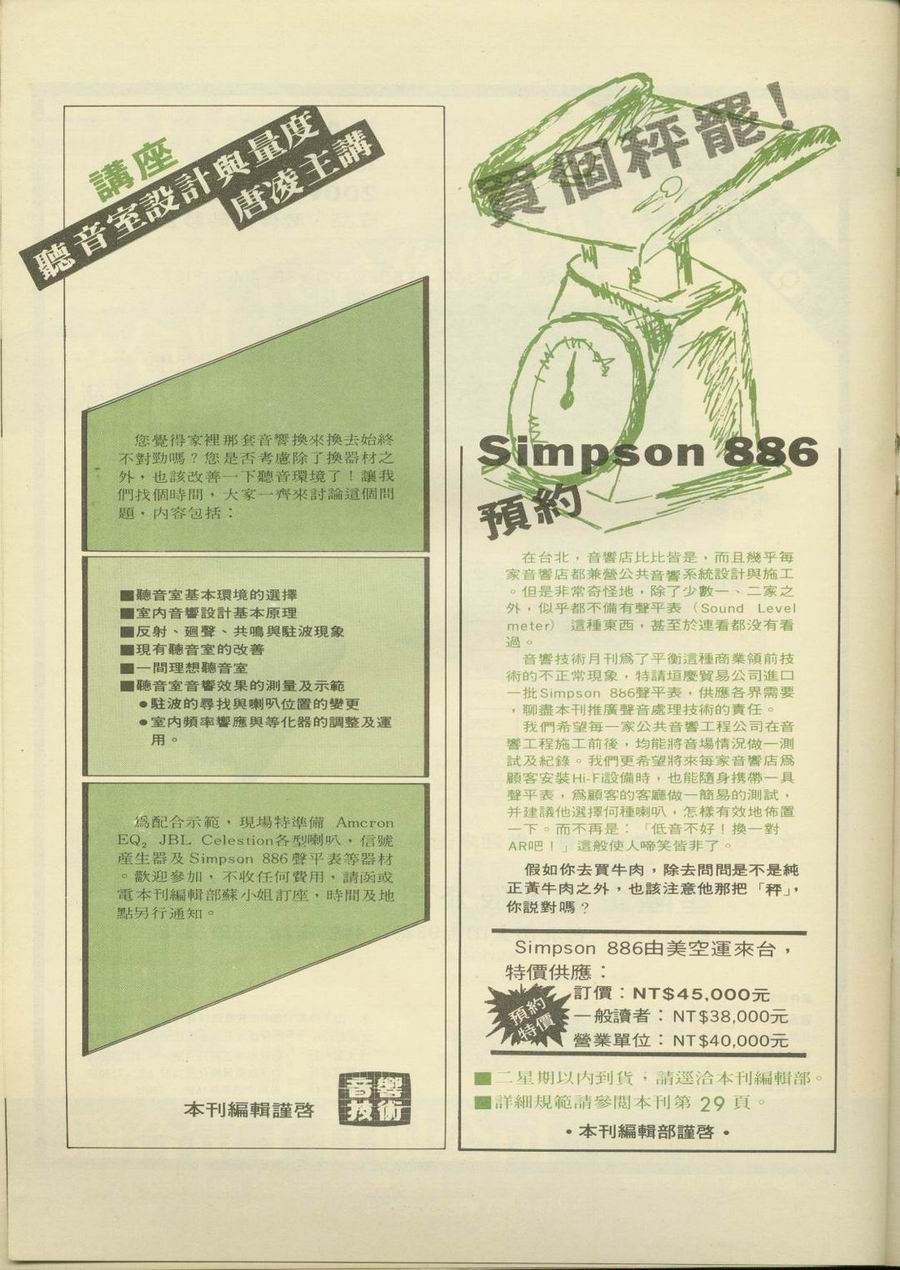 講座
聽音室設計與量度
唐凌主講
您覺得家裡那套音響換來換去始終
不對勁嗎？您是否考慮除了換器材之
外，也該改善一下聽音環境了！讓我
們找個時間，大家一齊來討論這個問
題，內容包括：
■聽音室基本環境的選擇
■室內音響設計基本原理
■反射、廻聲、共鳴與駐波現象
■現有聽音室的改善
■一間理想聽音室
■聽音室音響效果的測量及示範
●駐波的尋找與喇叭位置的變更
●室內頻率響應與等化器的調整及運
用。
爲配合示範，現場特準備 Amcron
EQ₂ JBL Celestion各型喇叭，信號
産生器及Simpson 886聲平表等器材
。歡迎參加，不收任何費用，請函或
電本刊編輯部蘇小姐訂座，時間及地
點另行通知。
本刊編輯謹啓
音響
技術
買個秤罷！
Simpson 886
預約
在台北，音響店比比皆是，而且幾乎每
家音響店都兼營公共音響系統設計與施工
。但是非常奇怪地，除了少數一、二家之
外，似乎都不備有聲平表（Sound Level
meter） 這種東西，甚至於連看都没有看
過。
音響技術月刊爲了平衡這種商業領前技
術的不正常現象，特請垣慶貿易公司進口
一批Simpson 886聲平表，供應各界需要
，聊盡本刊推廣聲音處理技術的責任。
我們希望每一家公共音響工程公司在音
響工程施工前後，均能將音場情況做一測
試及紀錄。我們更希望將來每家音響店爲
顧客安裝Hi-Fi設備時，也能隨身携帶一具
聲平表，爲顧客的客廳做一簡易的測試，
并建議他選擇何種喇叭，怎樣有效地佈置
一下。而不再是：「低音不好！換一對
AR吧！」這般使人啼笑皆非了。
假如你去買牛肉，除去問問是不是純
正黃牛肉之外，也該注意他那把「秤」，
你説對嗎？
Simpson 886由美空運來台，
特價供應：
預約
特價
訂價：NT$45,000元
一般讀者：NT$38,000元
營業單位：NT$40,000元
■二星期以内到貨，請逕洽本刊編輯部。
■詳細規範請參閱本刊第 29 頁。
•本刊編輯部謹啓•